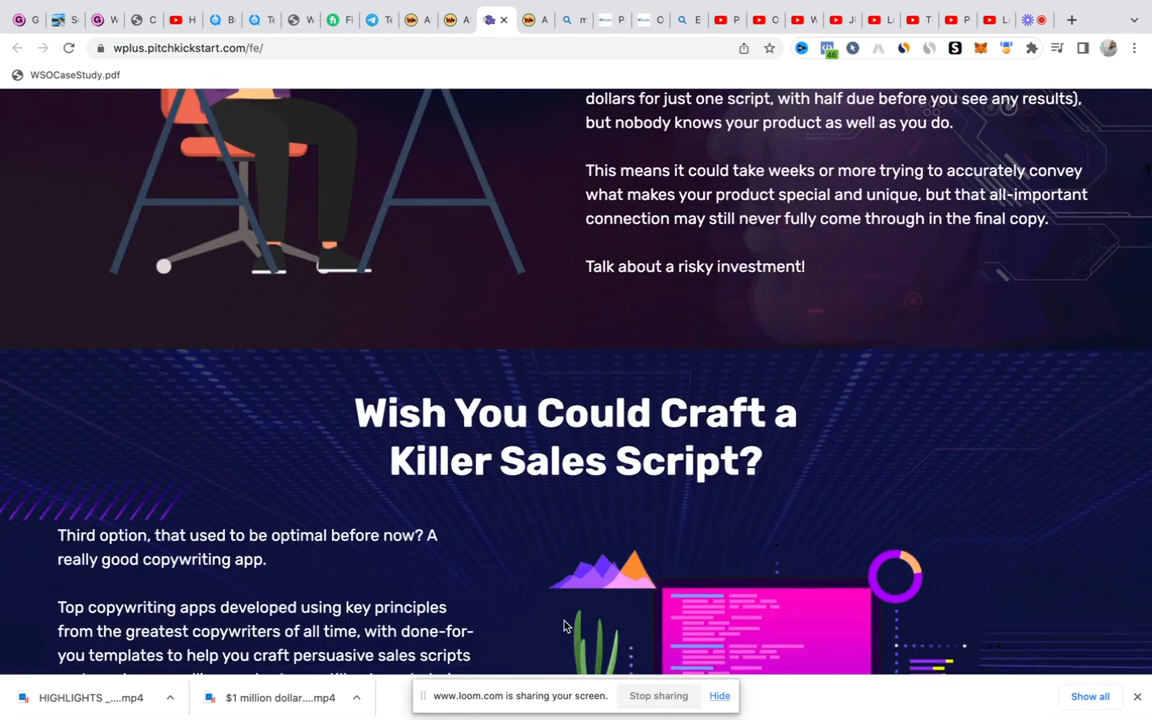 G
S
W
C
H
B
T
W
Fi
T
A
A
A
m
P
C
E
P
C
W
J
L
T
P
L
wplus.pitchkickstart.com/fe/
46
S
WSOCaseStudy.pdf
dollars for just one script, with half due before you see any results),
but nobody knows your product as well as you do.
This means it could take weeks or more trying to accurately convey
what makes your product special and unique, but that all-important
connection may still never fully come through in the final copy.
Talk about a risky investment!
Wish You Could Craft a
Killer Sales Script?
Third option, that used to be optimal before now? A
really good copywriting app.
Top copywriting apps developed using key principles
from the greatest copywriters of all time, with done-for-
you templates to help you craft persuasive sales scripts
HIGHLIGHTS _....mp4
$1 million dollar....mp4
www.loom.com is sharing your screen.
Stop sharing
Hide
Show all